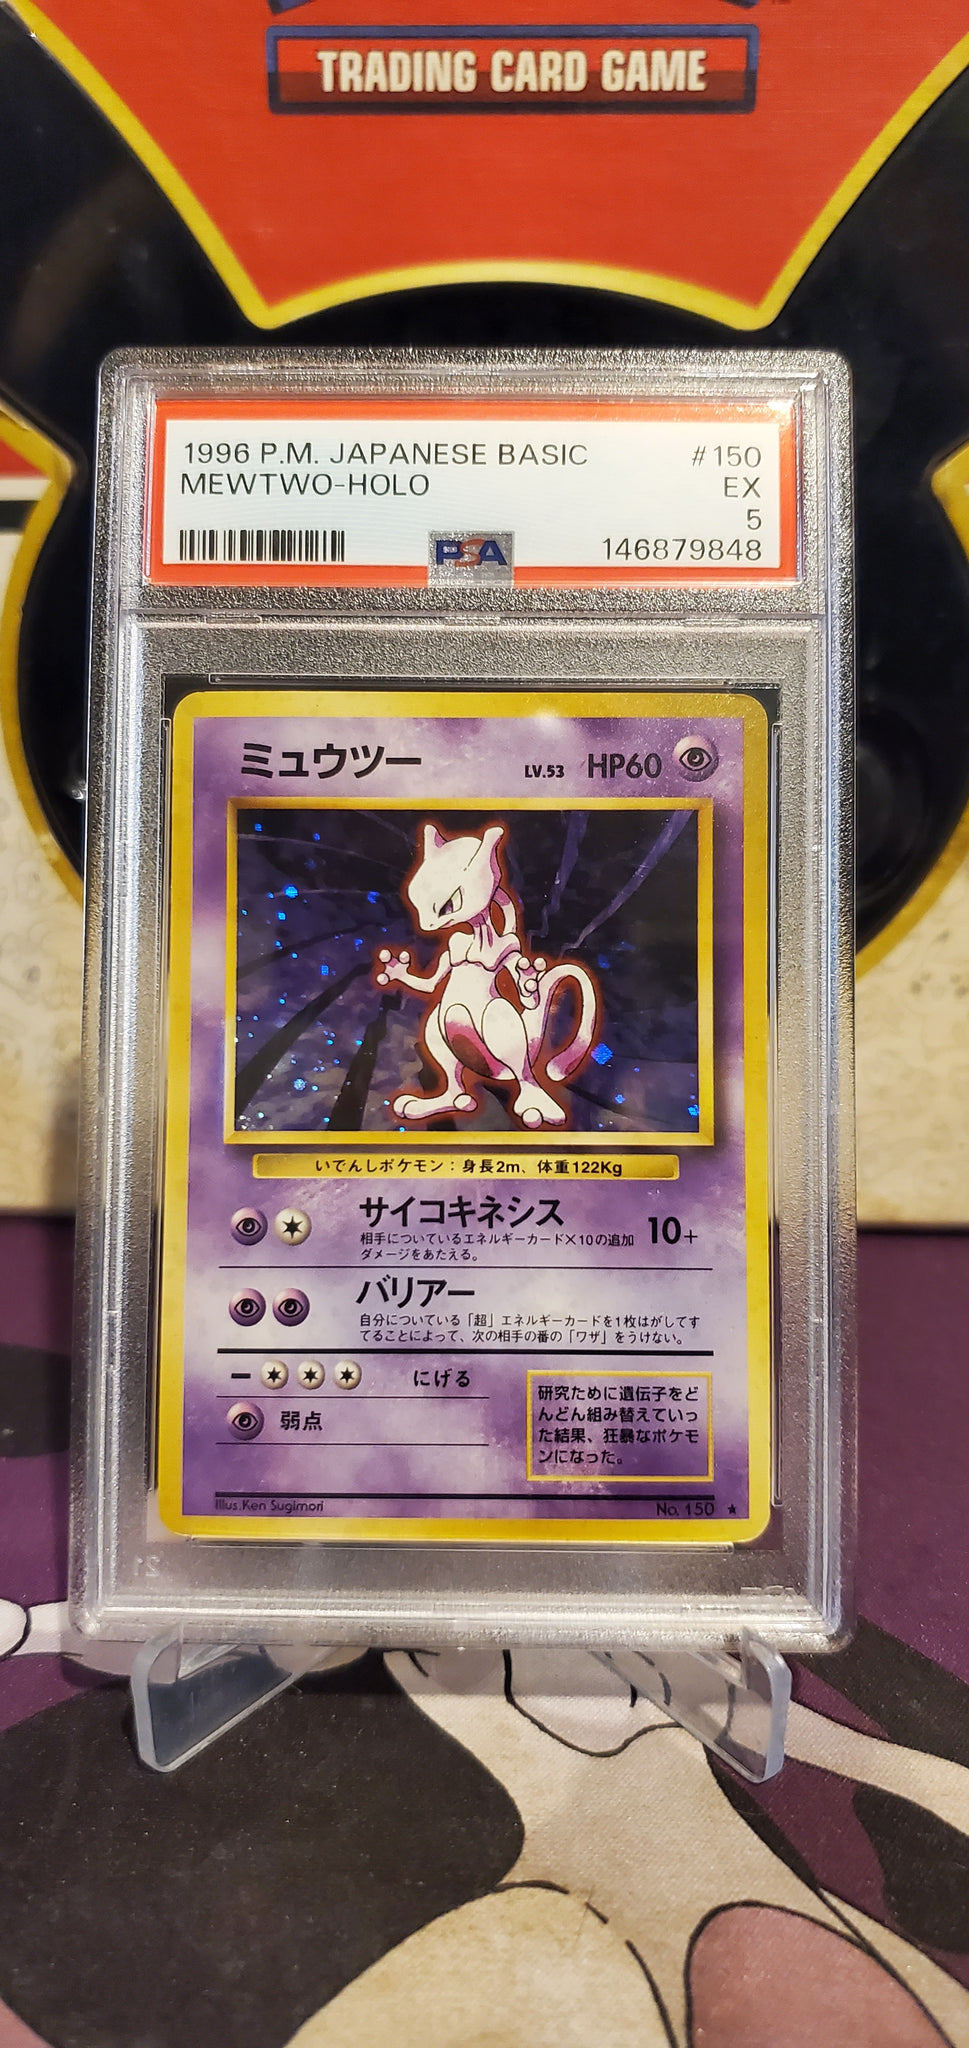 TRADING CARD GAME
1996 P.M. JAPANESE BASIC #150
MEWTWO-HOLO EX
5
PSA 146879848
ミュウツー LV.53 HP60
いでんしポケモン：身長2m、体重122Kg
サイコキネシス 10+
相手についているエネルギーカード×10の追加
ダメージをあたえる。
バリアー
自分についている「超」エネルギーカードを1枚はがしてす
てることによって、次の相手の番の「ワザ」をうけない。
ー にげる
弱点
研究ために遺伝子をど
んどん組み替えていっ
た結果、狂暴なポケモ
ンになった。
Illus.Ken Sugimori No. 150 ★